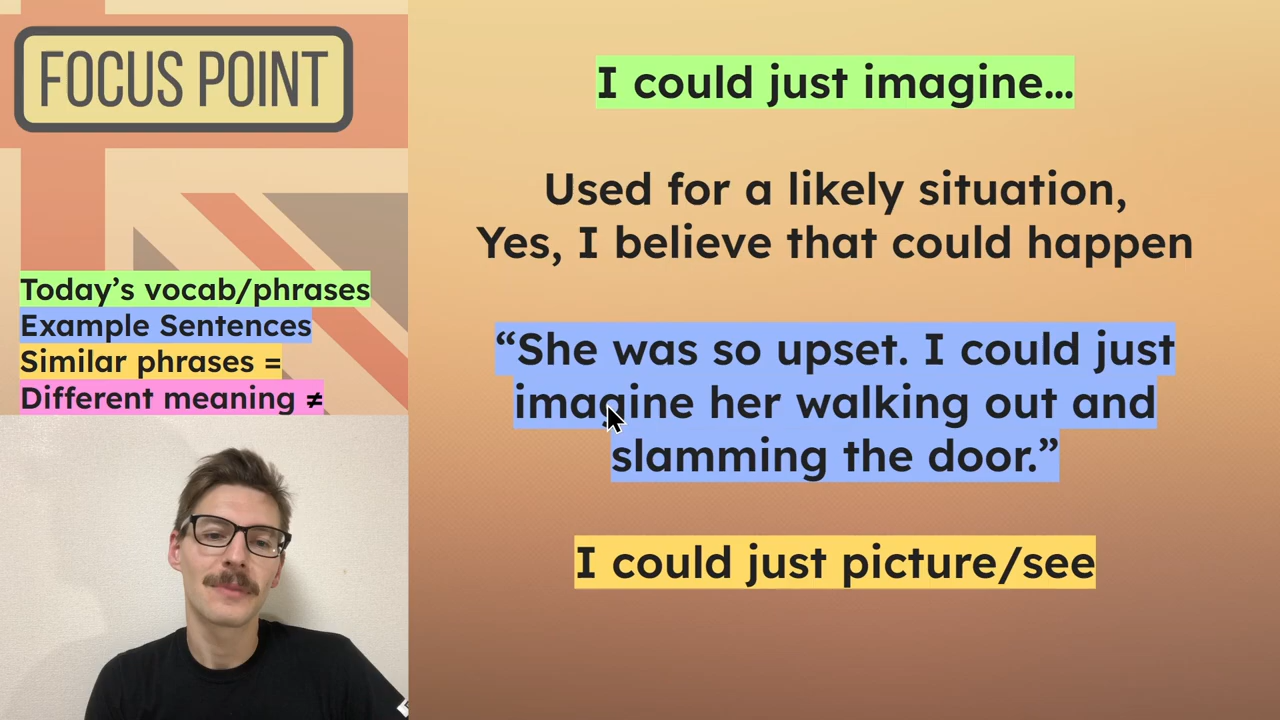 FOCUS POINT
Today’s vocab/phrases
Example Sentences
Similar phrases =
Different meaning ≠
I could just imagine...
Used for a likely situation,
Yes, I believe that could happen
“She was so upset. I could just
imagine her walking out and
slamming the door.”
I could just picture/see